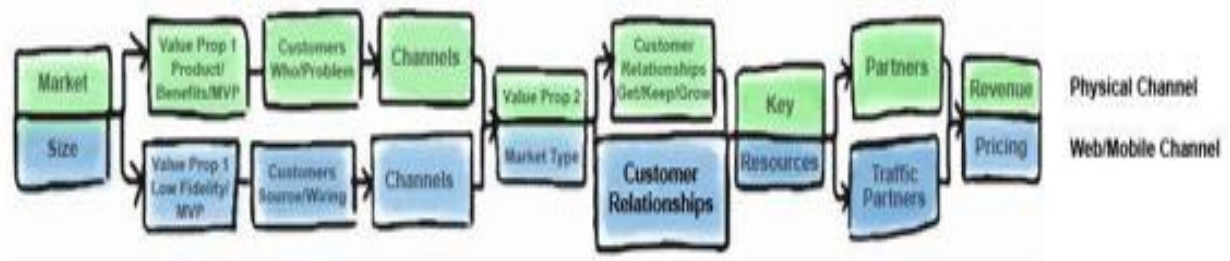 Market
Size
Value Prop 1
Product/
Benefits/MVP
Customers
Who/Problem
Channels
Value Prop 1
Low Fidelity/
MVP
Customers
Source/Wiring
Channels
Value Prop 2
Market Type
Customer
Relationships
Get/Keep/Grow
Customer
Relationships
Key
Resources
Partners
Traffic
Partners
Revenue
Pricing
Physical Channel
Web/Mobile Channel